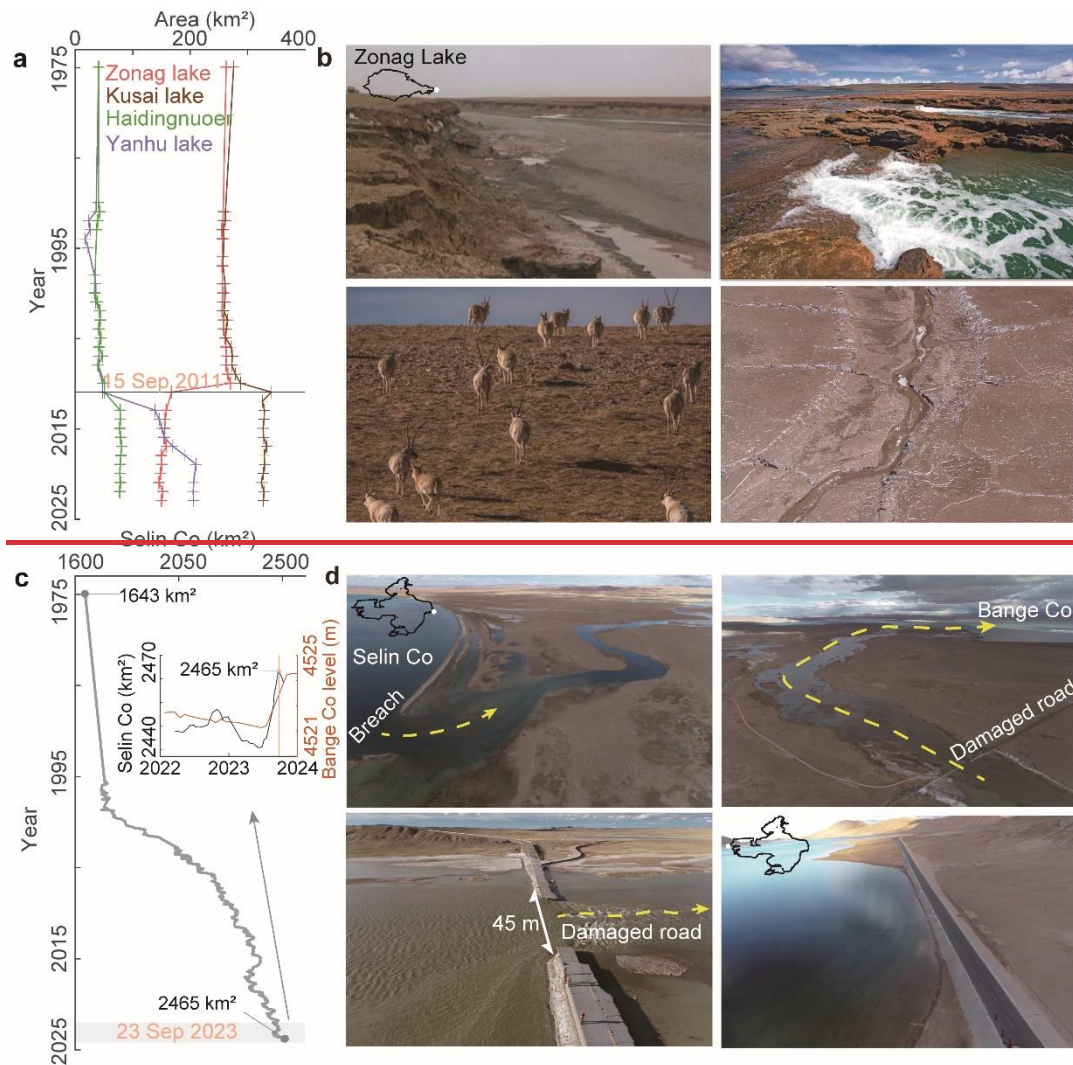 Area (km²)
0
200
400
a
Zonag lake
Kusai lake
Haidingnuoer
Yanhu lake
1975
1995
2015
2025
Year
15 Sep 2011
b
Zonag Lake
Selin Co (km²)
c
1600
2050
2500
1975
1643 km²
2465 km²
Selin Co (km²)
2470
2440
Bange Co level (m)
4525
4521
2022
2023
2024
1995
2015
2025
Year
2465 km²
23 Sep 2023
d
Selin Co
Breach
Bange Co
Damaged road
45 m
Damaged road